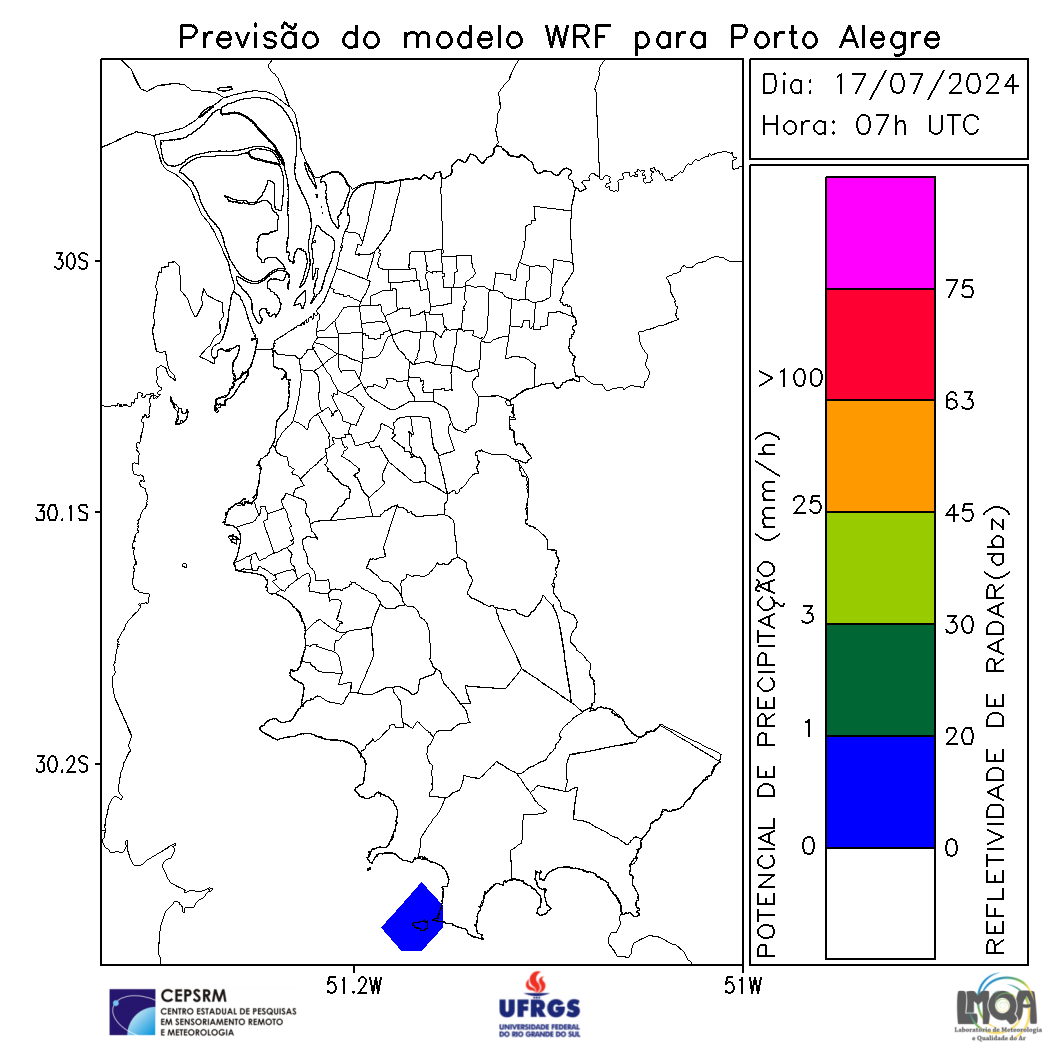 Previsão do modelo WRF para Porto Alegre
Dia: 17/07/2024
Hora: 07h UTC
30S
30.1S
30.2S
51.2W
51W
POTENCIAL DE PRECIPITAÇÃO (mm/h)
>100
25
3
1
0
75
63
45
30
20
0
REFLETIVIDADE DE RADAR(dbz)
CEPSRM
CENTRO ESTADUAL DE PESQUISAS
EM SENSORIAMENTO REMOTO
E METEOROLOGIA
UFRGS
UNIVERSIDADE FEDERAL
DO RIO GRANDE DO SUL
LMQA
Laboratório de Meteorologia
e Qualidade do Ar